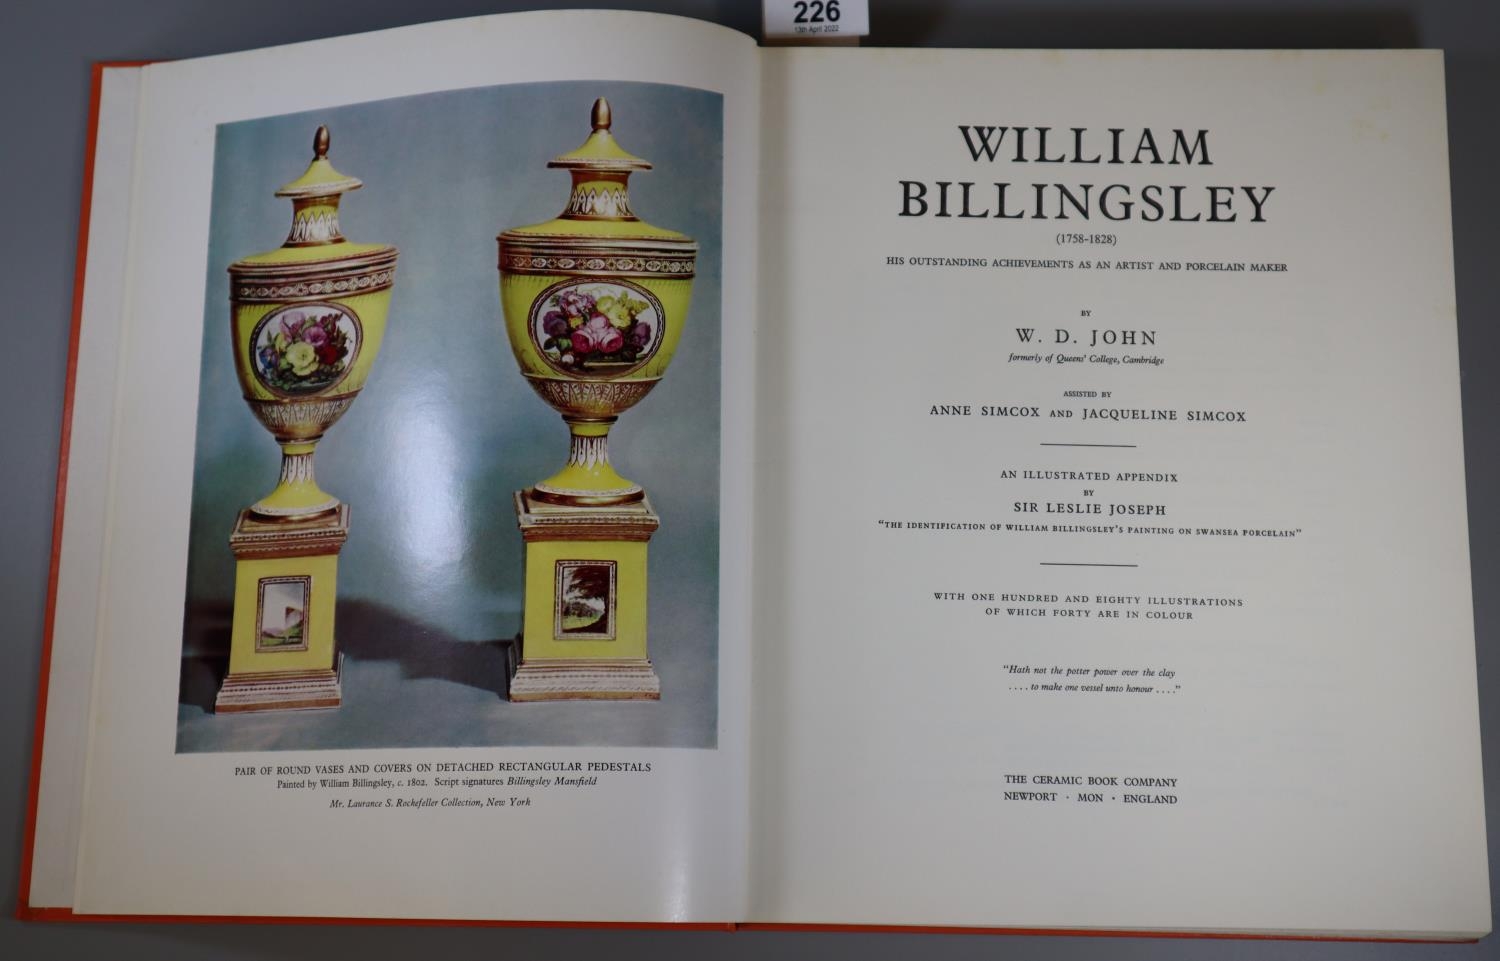 226
13th April 2022
PAIR OF ROUND VASES AND COVERS ON DETACHED RECTANGULAR PEDESTALS
Painted by William Billingsley, c. 1802. Script signatures Billingsley Mansfield
Mr. Laurance S. Rockefeller Collection, New York
WILLIAM
BILLINGSLEY
(1758-1828)
HIS OUTSTANDING ACHIEVEMENTS AS AN ARTIST AND PORCELAIN MAKER
BY
W. D. JOHN
formerly of Queens' College, Cambridge
ASSISTED BY
ANNE SIMCOX AND JACQUELINE SIMCOX
AN ILLUSTRATED APPENDIX
BY
SIR LESLIE JOSEPH
"THE IDENTIFICATION OF WILLIAM BILLINGSLEY'S PAINTING ON SWANSEA PORCELAIN"
WITH ONE HUNDRED AND EIGHTY ILLUSTRATIONS
OF WHICH FORTY ARE IN COLOUR
"Hath not the potter power over the clay
. . . . to make one vessel unto honour . . . ."
THE CERAMIC BOOK COMPANY
NEWPORT · MON · ENGLAND